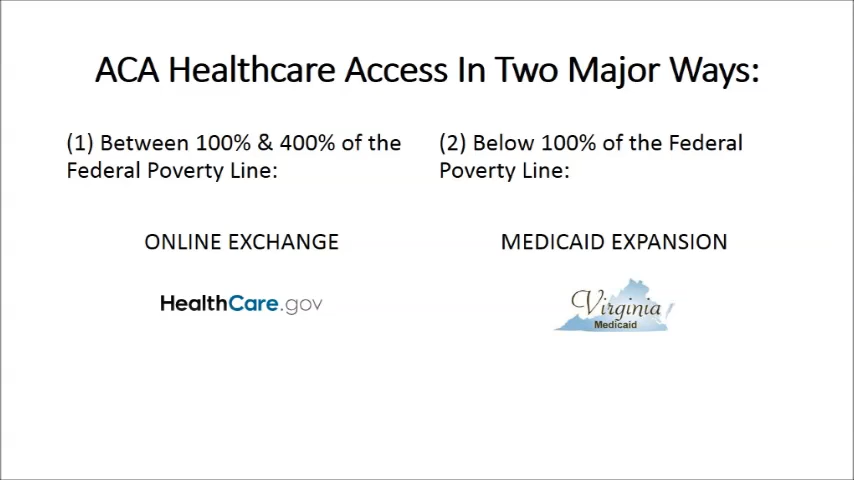 ACA Healthcare Access In Two Major Ways:
(1) Between 100% & 400% of the
Federal Poverty Line:
ONLINE EXCHANGE
HealthCare.gov
(2) Below 100% of the Federal
Poverty Line:
MEDICAID EXPANSION
Virginia
Medicaid